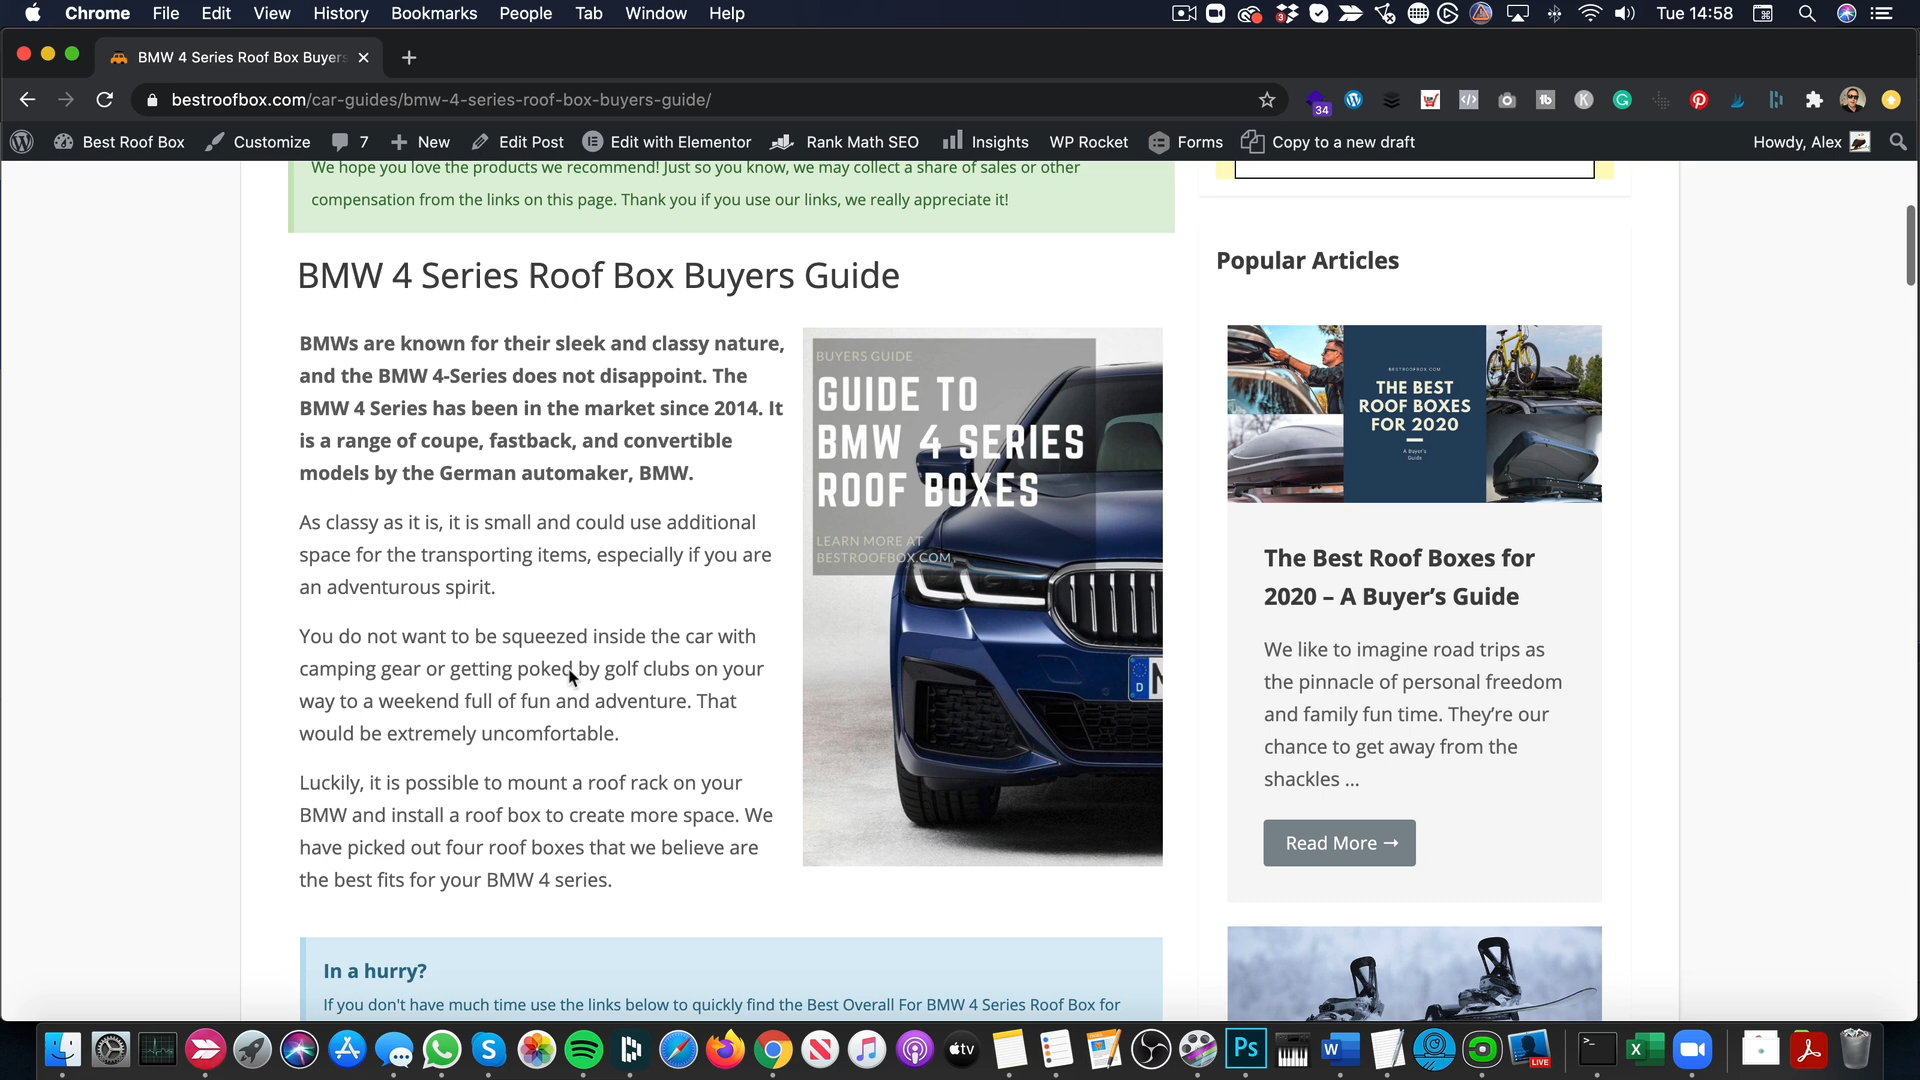 Chrome File Edit View History Bookmarks People Tab Window Help
Tue 14:58
BMW 4 Series Roof Box Buyers
bestroofbox.com/car-guides/bmw-4-series-roof-box-buyers-guide/
34
Best Roof Box Customize 7 New Edit Post Edit with Elementor Rank Math SEO Insights WP Rocket Forms Copy to a new draft Howdy, Alex
We hope you love the products we recommend! Just so you know, we may collect a share of sales or other
compensation from the links on this page. Thank you if you use our links, we really appreciate it!
BMW 4 Series Roof Box Buyers Guide
BMWs are known for their sleek and classy nature,
and the BMW 4-Series does not disappoint. The
BMW 4 Series has been in the market since 2014. It
is a range of coupe, fastback, and convertible
models by the German automaker, BMW.
As classy as it is, it is small and could use additional
space for the transporting items, especially if you are
an adventurous spirit.
You do not want to be squeezed inside the car with
camping gear or getting poked by golf clubs on your
way to a weekend full of fun and adventure. That
would be extremely uncomfortable.
Luckily, it is possible to mount a roof rack on your
BMW and install a roof box to create more space. We
have picked out four roof boxes that we believe are
the best fits for your BMW 4 series.
BUYERS GUIDE
GUIDE TO
BMW 4 SERIES
ROOF BOXES
LEARN MORE AT
BESTROOFBOX.COM
D
In a hurry?
If you don't have much time use the links below to quickly find the Best Overall For BMW 4 Series Roof Box for
Popular Articles
BESTROOFBOX.COM
THE BEST
ROOF BOXES
FOR 2020
A Buyer's
Guide
The Best Roof Boxes for
2020 – A Buyer's Guide
We like to imagine road trips as
the pinnacle of personal freedom
and family fun time. They're our
chance to get away from the
shackles ...
Read More →
tv
Ps
W
LIVE
X